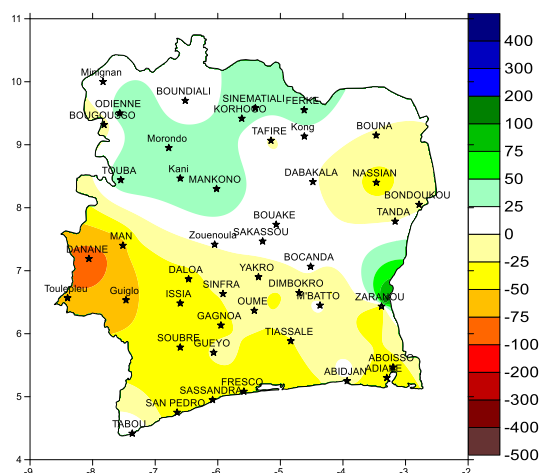 11
10
9
8
7
6
5
4
-9
-8
-7
-6
-5
-4
-3
-2
Minignan
BOUNDIALI
ODIENNE
SINEMATIALI
FERKE
BOUGOUSSO
KORHOGO
TAFIRE
Kong
BOUNA
Morondo
TOUBA
Kani
MANKONO
DABAKALA
NASSIAN
BONDOUKOU
TANDA
BOUAKE
SAKASSOU
MAN
Zouenoula
DANANE
BOCANDA
YAKRO
DALOA
Toulepleu
Guiglo
SINFRA
DIMBOKRO
ISSIA
OUME
M'BATTO
ZARANOU
GAGNOA
TIASSALE
SOUBRE
GUEYO
ABOISSO
ADIAKE
ABIDJAN
FRESCO
SASSANDRA
SAN PEDRO
TABOU
400
300
200
100
75
50
25
0
-25
-50
-75
-100
-200
-300
-400
-500